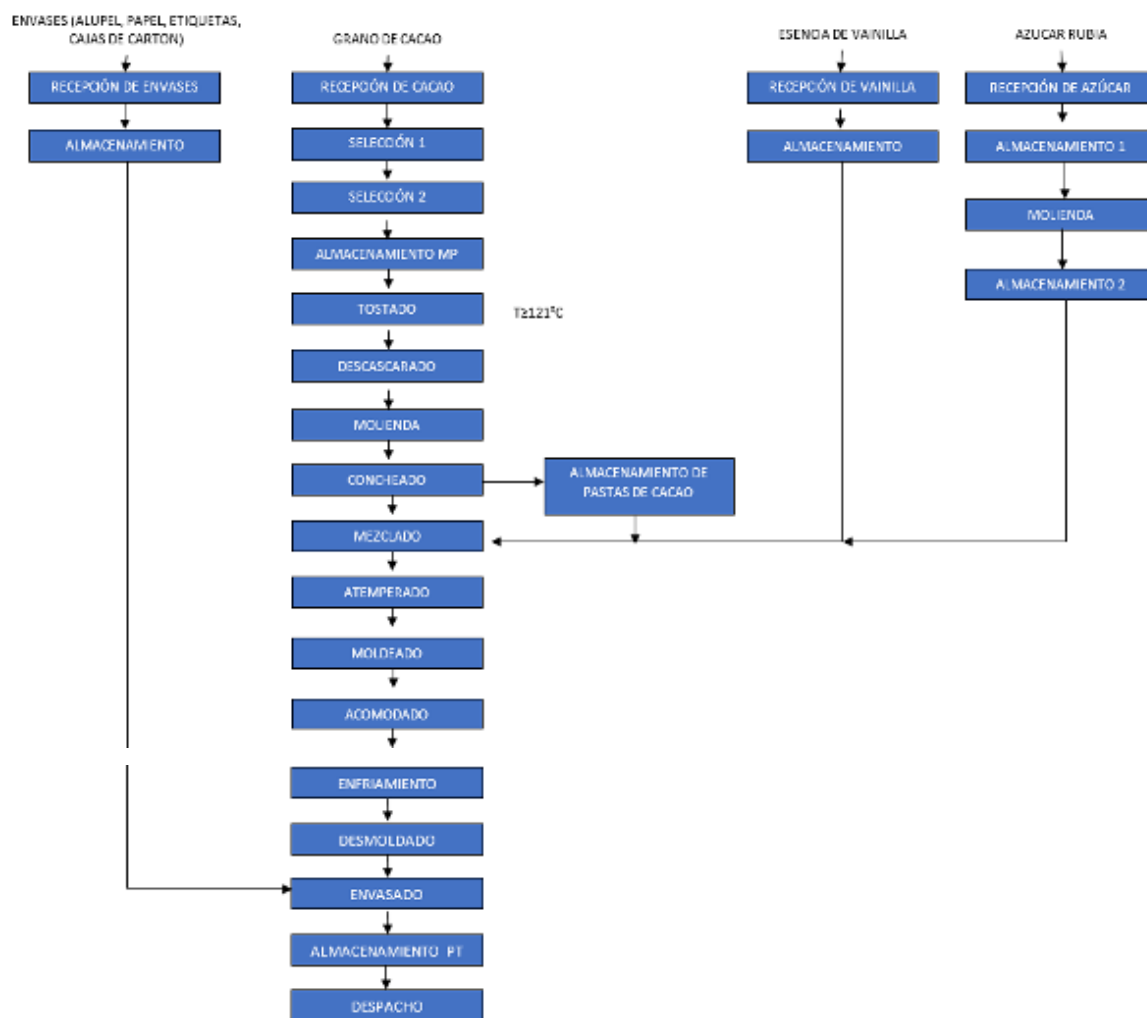 ENVASES (ALUPEL, PAPEL, ETIQUETAS,
CAJAS DE CARTON)
RECEPCIÓN DE ENVASES
ALMACENAMIENTO
GRANO DE CACAO
RECEPCIÓN DE CACAO
SELECCIÓN 1
SELECCIÓN 2
ALMACENAMIENTO MP
TOSTADO
T≥121°C
DESCASCARADO
MOLIENDA
CONCHEADO
ALMACENAMIENTO DE
PASTAS DE CACAO
MEZCLADO
ATEMPERADO
MOLDEADO
ACOMODADO
ENFRIAMIENTO
DESMOLDADO
ENVASADO
ALMACENAMIENTO PT
DESPACHO
ESENCIA DE VAINILLA
RECEPCIÓN DE VAINILLA
ALMACENAMIENTO
AZUCAR RUBIA
RECEPCIÓN DE AZÚCAR
ALMACENAMIENTO 1
MOLIENDA
ALMACENAMIENTO 2